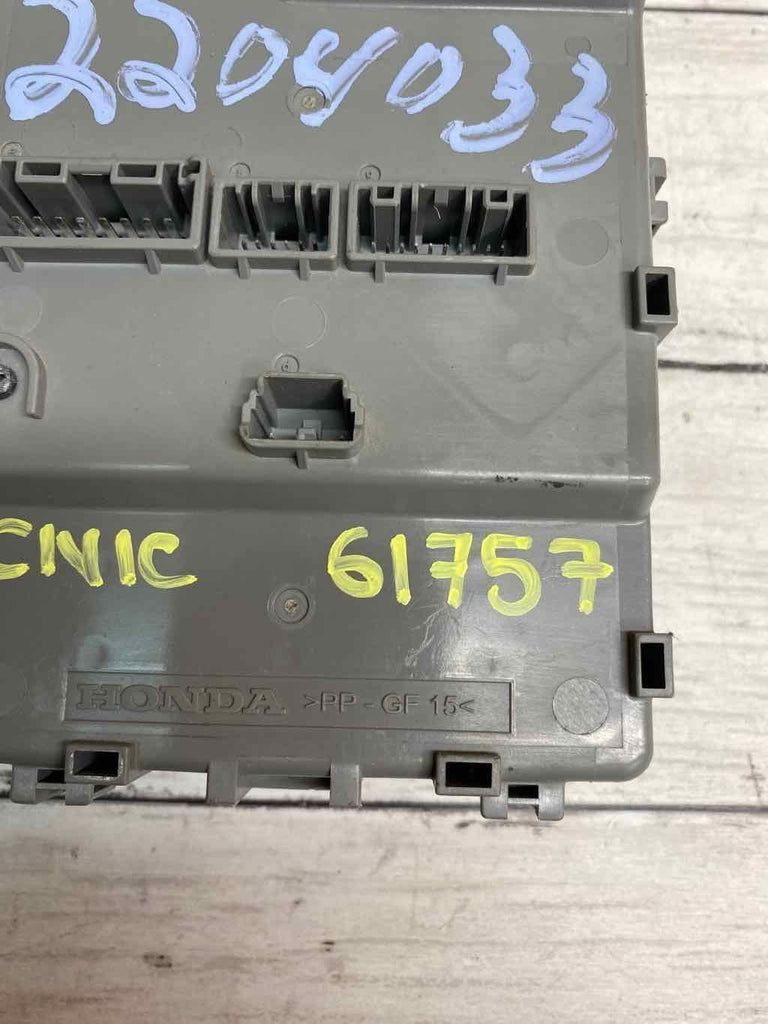 2204033
CIVIC 61757
HONDA >PP-GF 15<